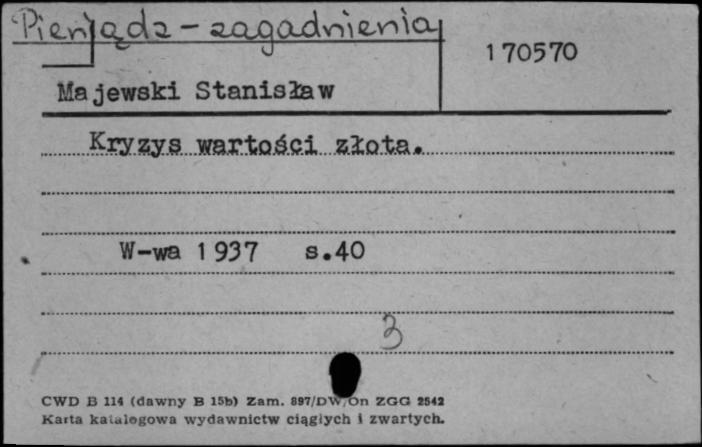 Pieniądz - zagadnienia
170570
Majewski Stanisław
Kryzys wartości złota.
W-wa 1937 s.40
3
CWD B 114 (dawny B 15b) Zam. 897/DW/On ZGG 2542
Karta katalogowa wydawnictw ciągłych i zwartych.